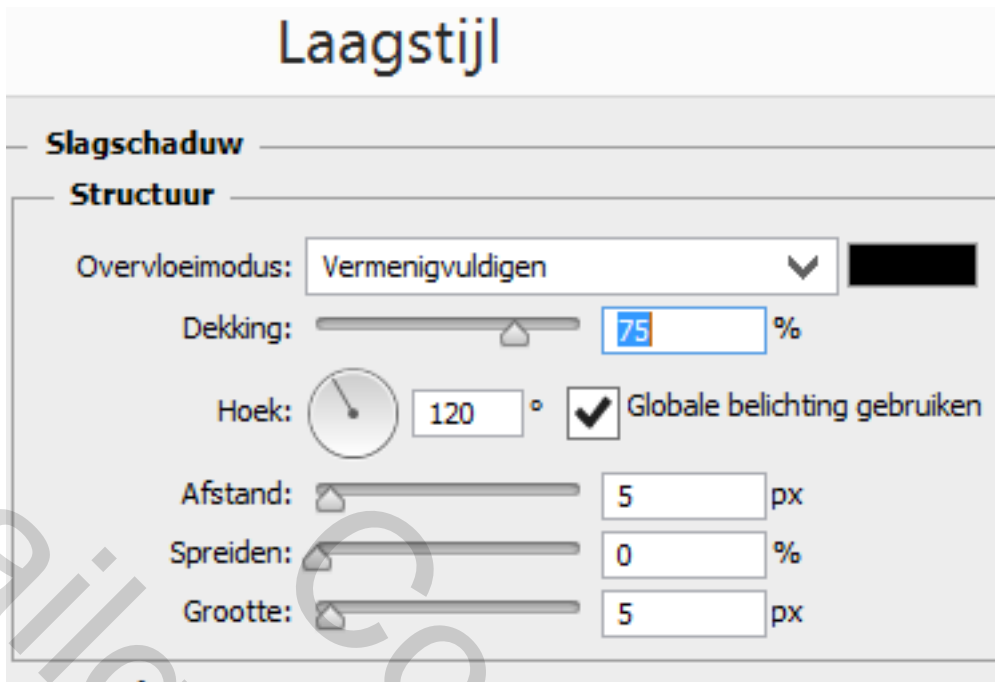 Laagstijl
Slagschaduw
Structuur
Overvloeimodus: Vermenigvuldigen
Dekking: 75 %
Hoek: 120 ° Globale belichting gebruiken
Afstand: 5 px
Spreiden: 0 %
Grootte: 5 px